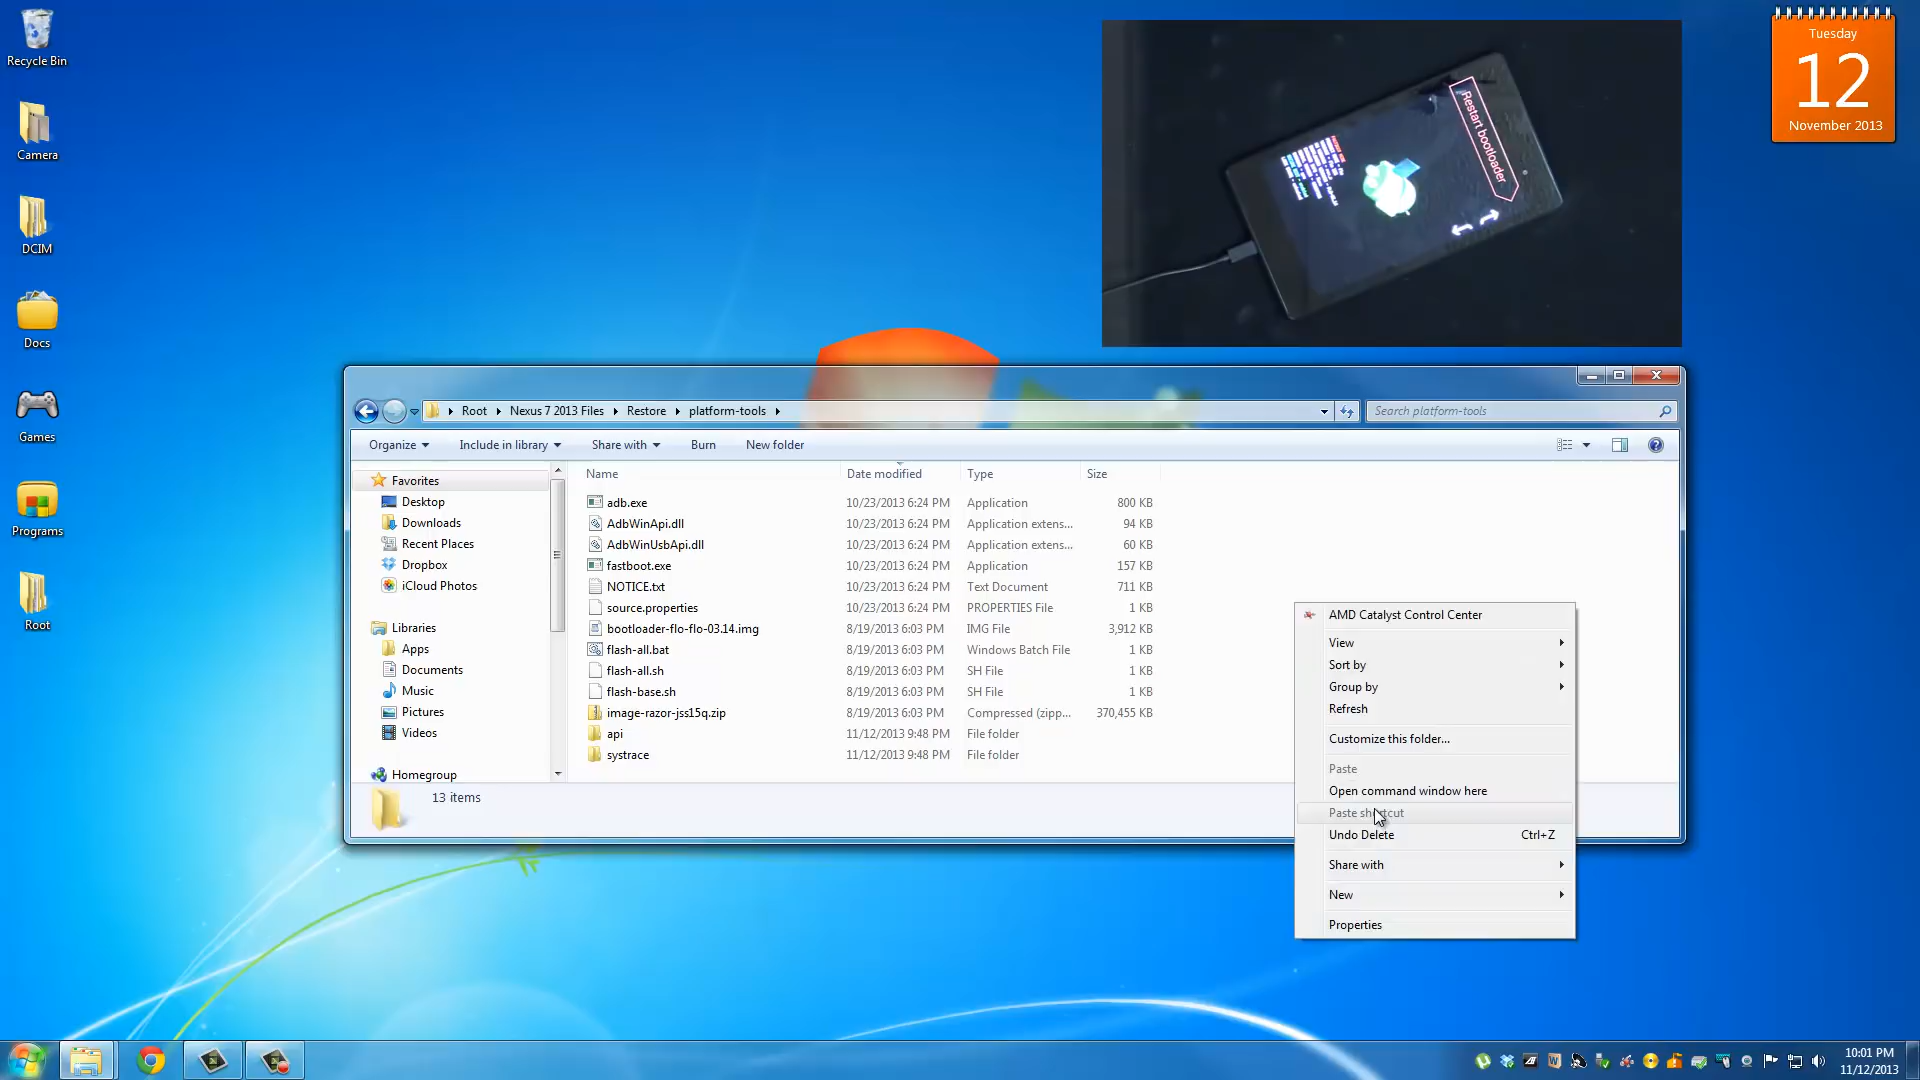 Recycle Bin
Camera
DCIM
Docs
Games
Programs
Root
Restart bootloader
Tuesday
12
November 2013
Root
Nexus 7 2013 Files
Restore
platform-tools
Search platform-tools
Organize
Include in library
Share with
Burn
New folder
Favorites
Desktop
Downloads
Recent Places
Dropbox
iCloud Photos
Libraries
Apps
Documents
Music
Pictures
Videos
Homegroup
Name Date modified Type Size
adb.exe 10/23/2013 6:24 PM Application 800 KB
AdbWinApi.dll 10/23/2013 6:24 PM Application extens... 94 KB
AdbWinUsbApi.dll 10/23/2013 6:24 PM Application extens... 60 KB
fastboot.exe 10/23/2013 6:24 PM Application 157 KB
NOTICE.txt 10/23/2013 6:24 PM Text Document 711 KB
source.properties 10/23/2013 6:24 PM PROPERTIES File 1 KB
bootloader-flo-flo-03.14.img 8/19/2013 6:03 PM IMG File 3,912 KB
flash-all.bat 8/19/2013 6:03 PM Windows Batch File 1 KB
flash-all.sh 8/19/2013 6:03 PM SH File 1 KB
flash-base.sh 8/19/2013 6:03 PM SH File 1 KB
image-razor-jss15q.zip 8/19/2013 6:03 PM Compressed (zipp... 370,455 KB
api 11/12/2013 9:48 PM File folder
systrace 11/12/2013 9:48 PM File folder
13 items
AMD Catalyst Control Center
View
Sort by
Group by
Refresh
Customize this folder...
Paste
Open command window here
Paste shortcut
Undo Delete Ctrl+Z
Share with
New
Properties
10:01 PM
11/12/2013